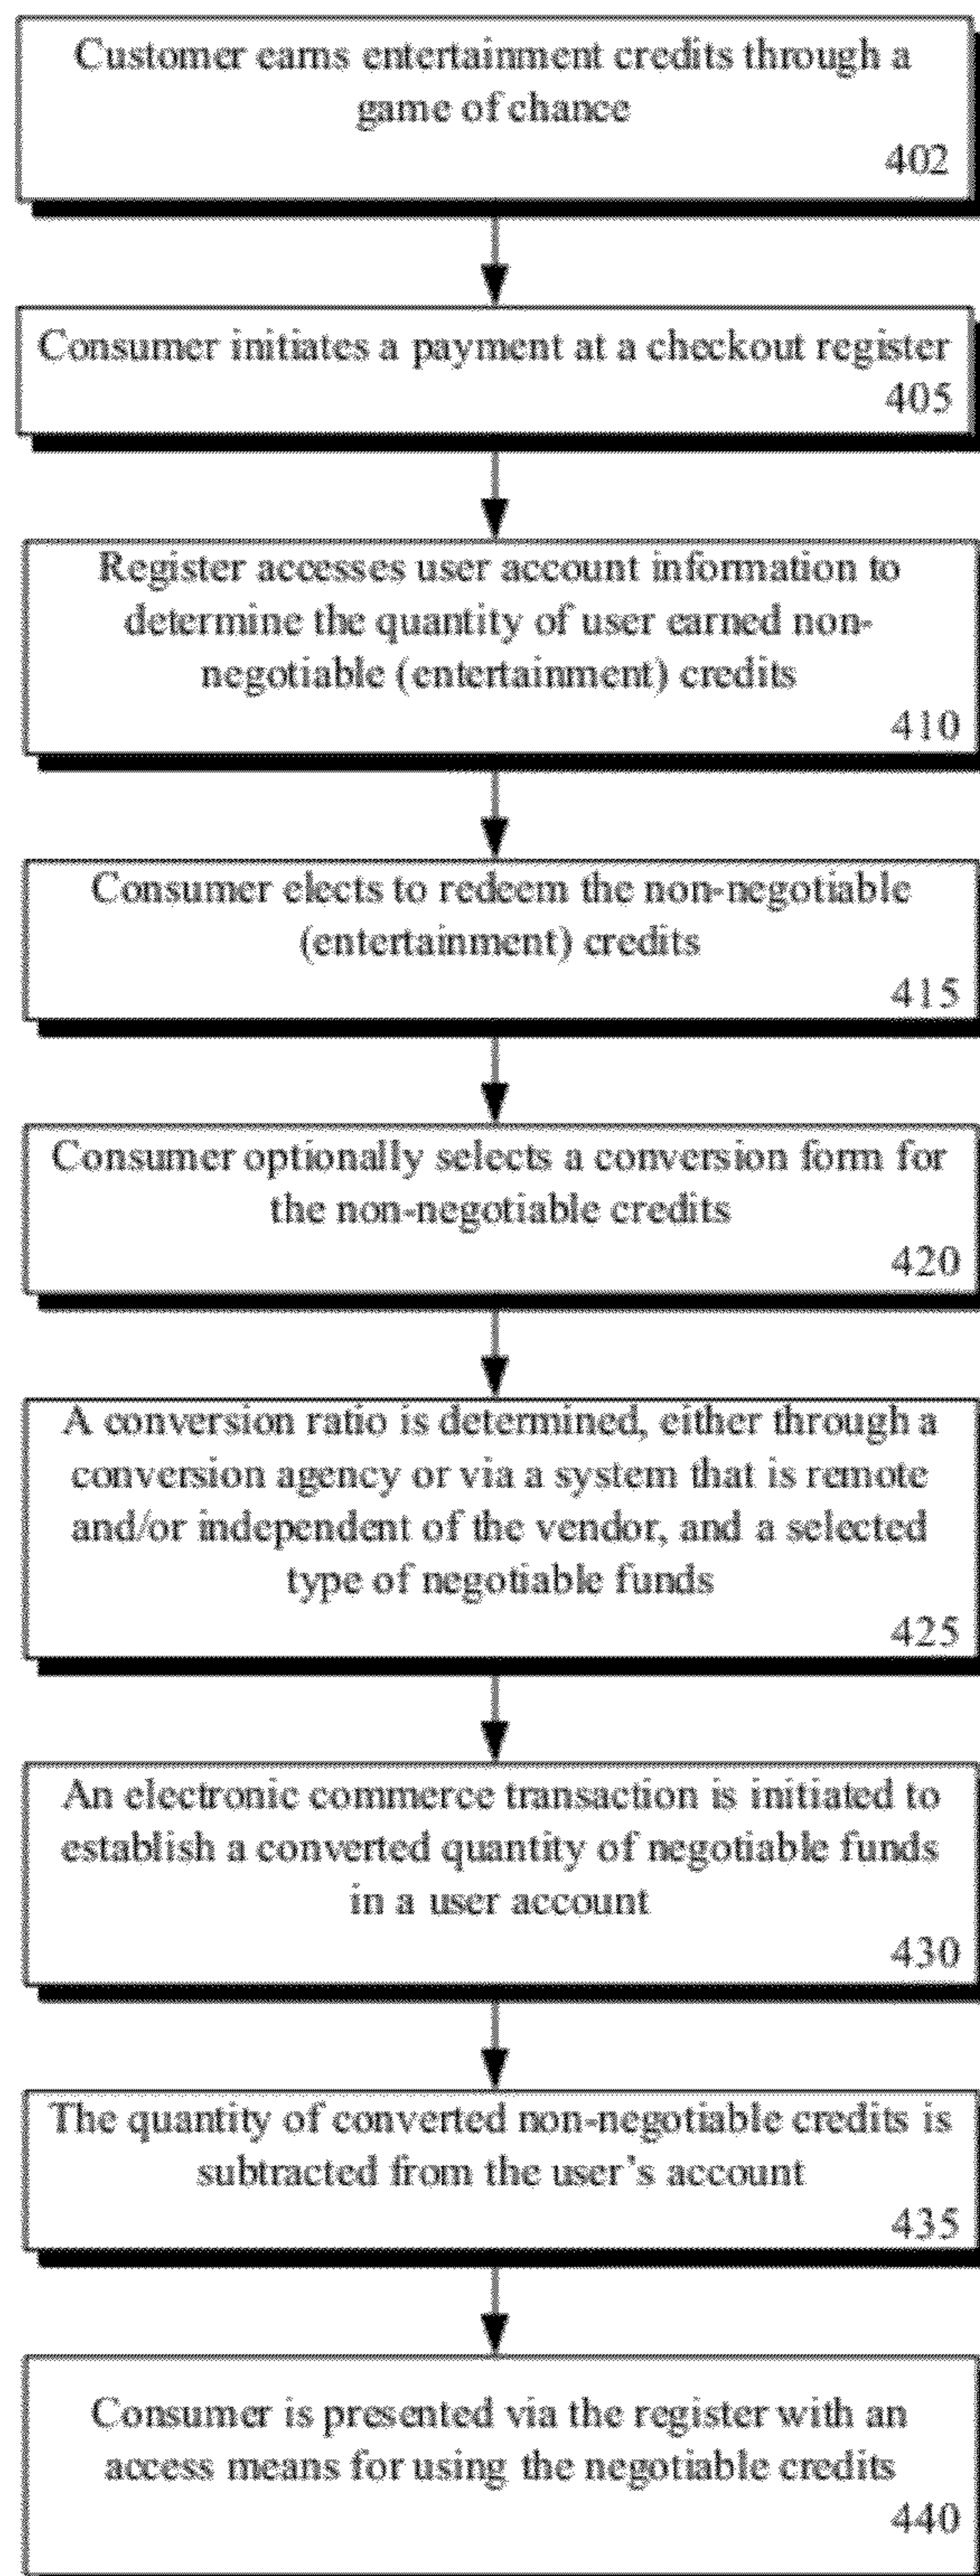 Customer earns entertainment credits through a
game of chance
402
Consumer initiates a payment at a checkout register
405
Register accesses user account information to
determine the quantity of user earned non-
negotiable (entertainment) credits
410
Consumer elects to redeem the non-negotiable
(entertainment) credits
415
Consumer optionally selects a conversion form for
the non-negotiable credits
420
A conversion ratio is determined, either through a
conversion agency or via a system that is remote
and/or independent of the vendor, and a selected
type of negotiable funds
425
An electronic commerce transaction is initiated to
establish a converted quantity of negotiable funds
in a user account
430
The quantity of converted non-negotiable credits is
subtracted from the user's account
435
Consumer is presented via the register with an
access means for using the negotiable credits
440